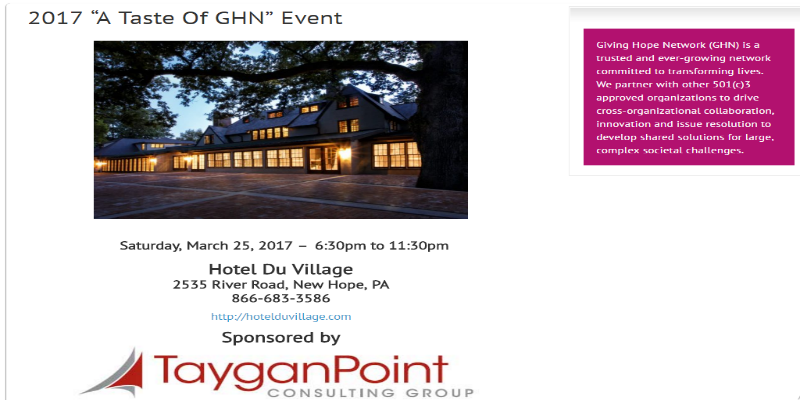 2017 “A Taste Of GHN” Event
Saturday, March 25, 2017 – 6:30pm to 11:30pm
Hotel Du Village
2535 River Road, New Hope, PA
866-683-3586
http://hotelduvillage.com
Sponsored by
TayganPoint
CONSULTING GROUP
Giving Hope Network (GHN) is a
trusted and ever-growing network
committed to transforming lives.
We partner with other 501(c)3
approved organizations to drive
cross-organizational collaboration,
innovation and issue resolution to
develop shared solutions for large,
complex societal challenges.